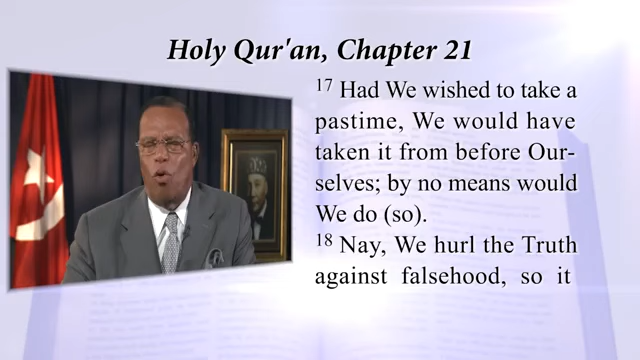 Holy Qur'an, Chapter 21
17 Had We wished to take a
pastime, We would have
taken it from before Our-
selves; by no means would
We do (so).
18 Nay, We hurl the Truth
against falsehood, so it